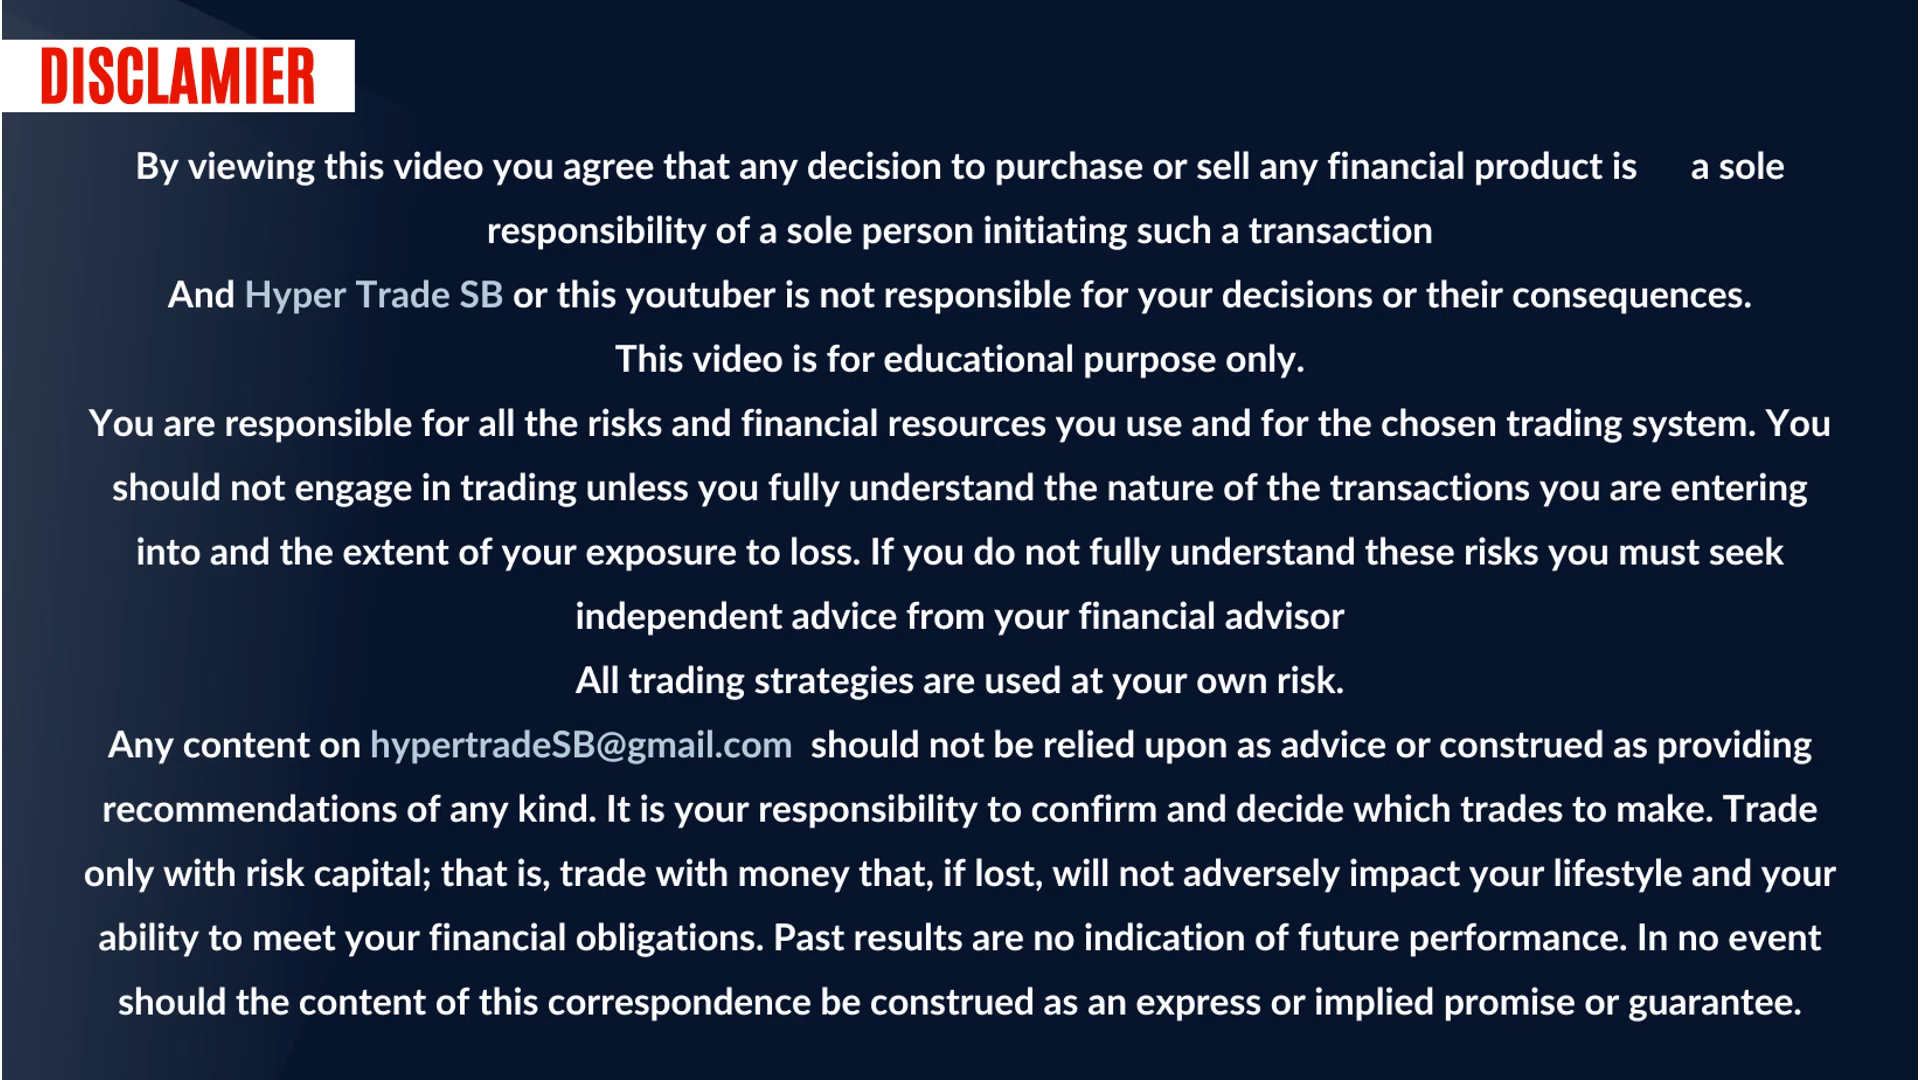 DISCLAMIER
By viewing this video you agree that any decision to purchase or sell any financial product is a sole
responsibility of a sole person initiating such a transaction
And Hyper Trade SB or this youtuber is not responsible for your decisions or their consequences.
This video is for educational purpose only.
You are responsible for all the risks and financial resources you use and for the chosen trading system. You
should not engage in trading unless you fully understand the nature of the transactions you are entering
into and the extent of your exposure to loss. If you do not fully understand these risks you must seek
independent advice from your financial advisor
All trading strategies are used at your own risk.
Any content on hypertradeSB@gmail.com should not be relied upon as advice or construed as providing
recommendations of any kind. It is your responsibility to confirm and decide which trades to make. Trade
only with risk capital; that is, trade with money that, if lost, will not adversely impact your lifestyle and your
ability to meet your financial obligations. Past results are no indication of future performance. In no event
should the content of this correspondence be construed as an express or implied promise or guarantee.